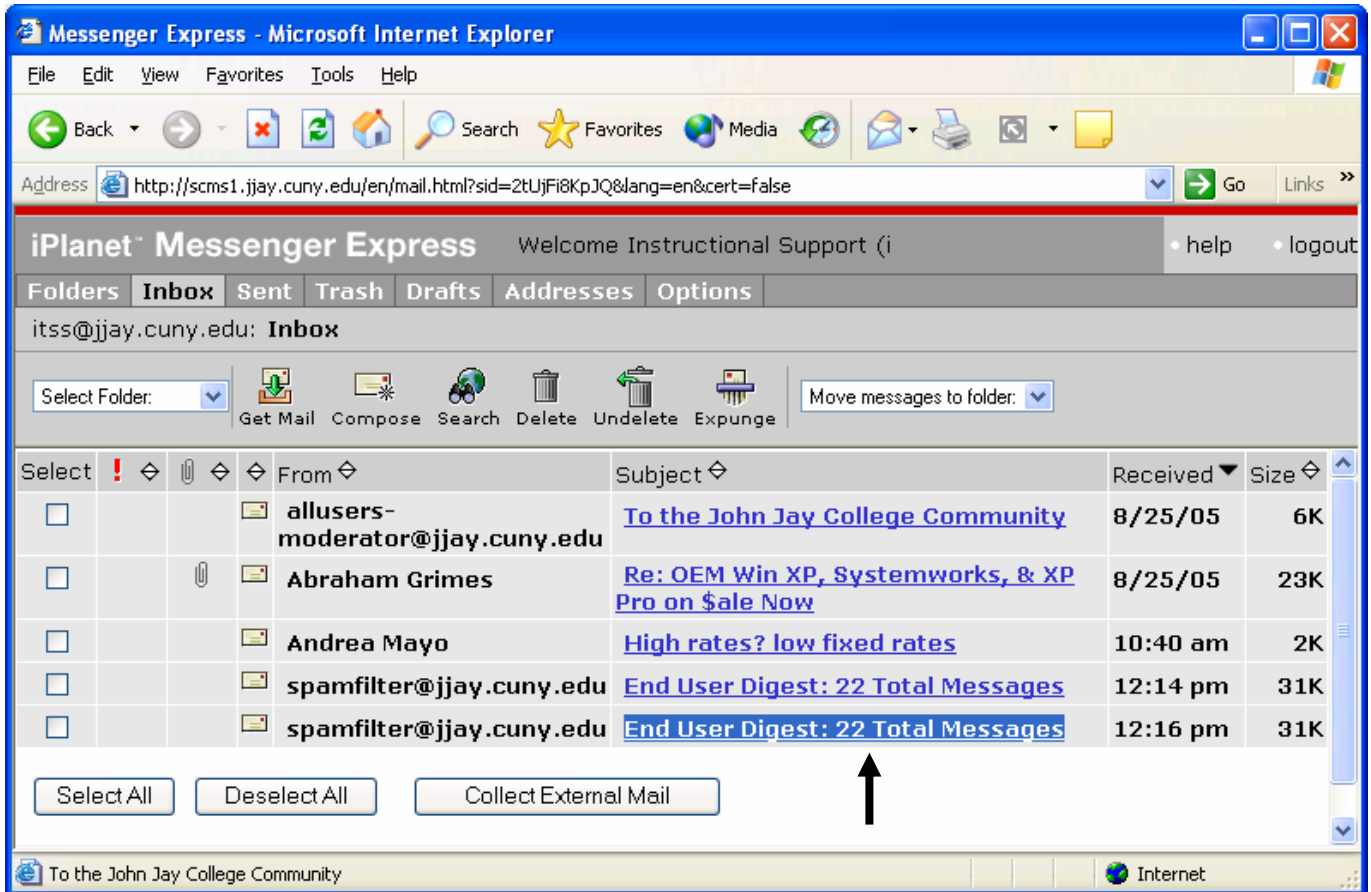 Messenger Express - Microsoft Internet Explorer
File Edit View Favorites Tools Help
Back Search Favorites Media
Address http://scms1.jjay.cuny.edu/en/mail.html?sid=2tUjFi8KpJQ&lang=en&cert=false Go Links »
iPlanet™ Messenger Express Welcome Instructional Support (i help logout
Folders Inbox Sent Trash Drafts Addresses Options
itss@jjay.cuny.edu: Inbox
Select Folder: Get Mail Compose Search Delete Undelete Expunge Move messages to folder:
Select ! From Subject Received Size
allusers-
moderator@jjay.cuny.edu To the John Jay College Community 8/25/05 6K
Abraham Grimes Re: OEM Win XP, Systemworks, & XP 8/25/05 23K
Pro on $ale Now
Andrea Mayo High rates? low fixed rates 10:40 am 2K
spamfilter@jjay.cuny.edu End User Digest: 22 Total Messages 12:14 pm 31K
spamfilter@jjay.cuny.edu End User Digest: 22 Total Messages 12:16 pm 31K
Select All Deselect All Collect External Mail
To the John Jay College Community Internet